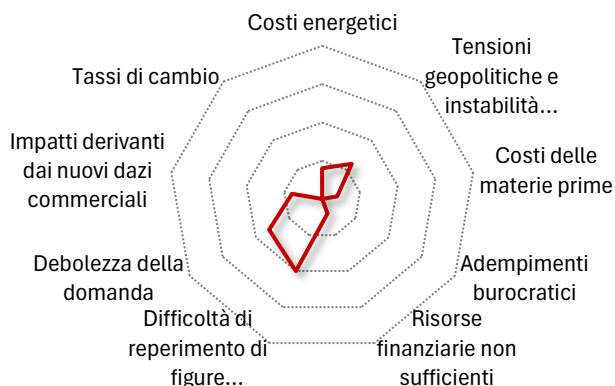 Costi energetici
Tensioni
geopolitiche e
instabilità...
Costi delle
materie prime
Adempimenti
burocratici
Risorse
finanziarie non
sufficienti
Difficoltà di
reperimento di
figure...
Debolezza della
domanda
Impatti derivanti
dai nuovi dazi
commerciali
Tassi di cambio